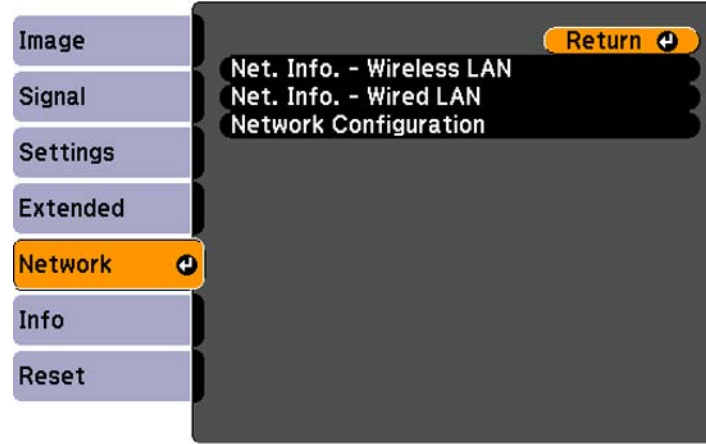 Image
Signal
Settings
Extended
Network
Info
Reset
Return
Net. Info. - Wireless LAN
Net. Info. - Wired LAN
Network Configuration